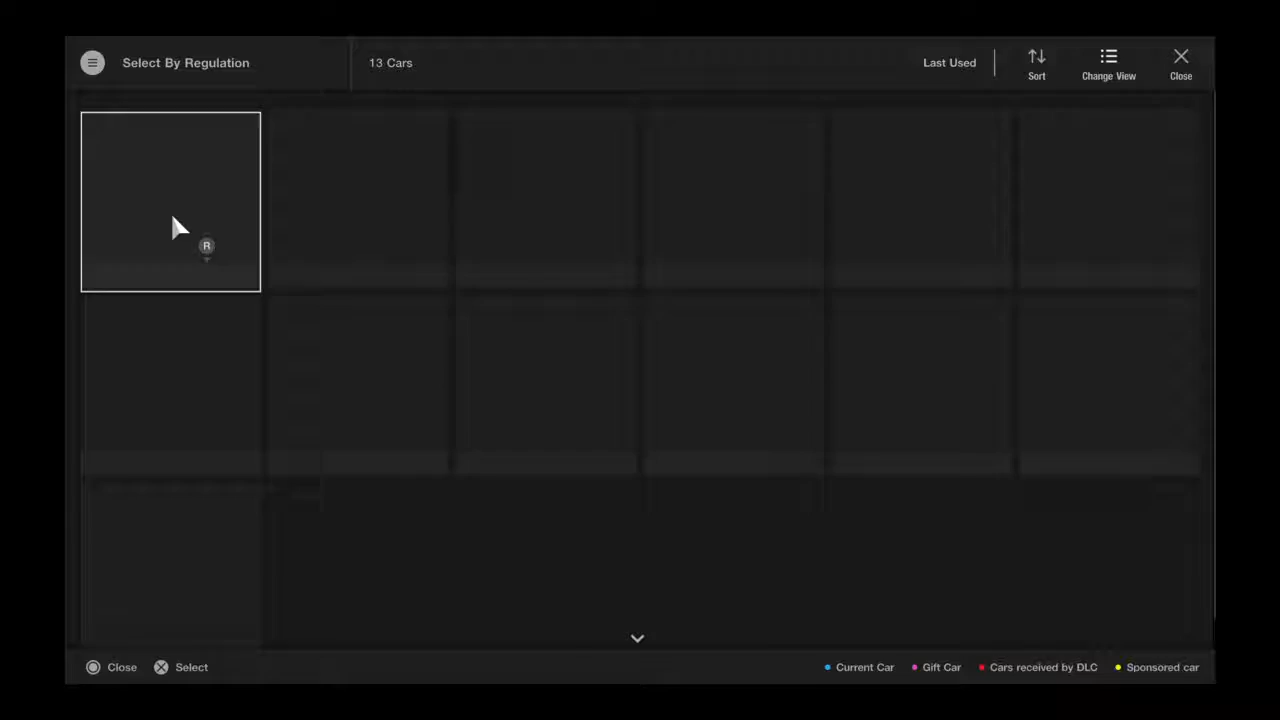 Select By Regulation
13 Cars
Last Used
Sort
Change View
Close
R
Close
Select
Current Car
Gift Car
Cars received by DLC
Sponsored car